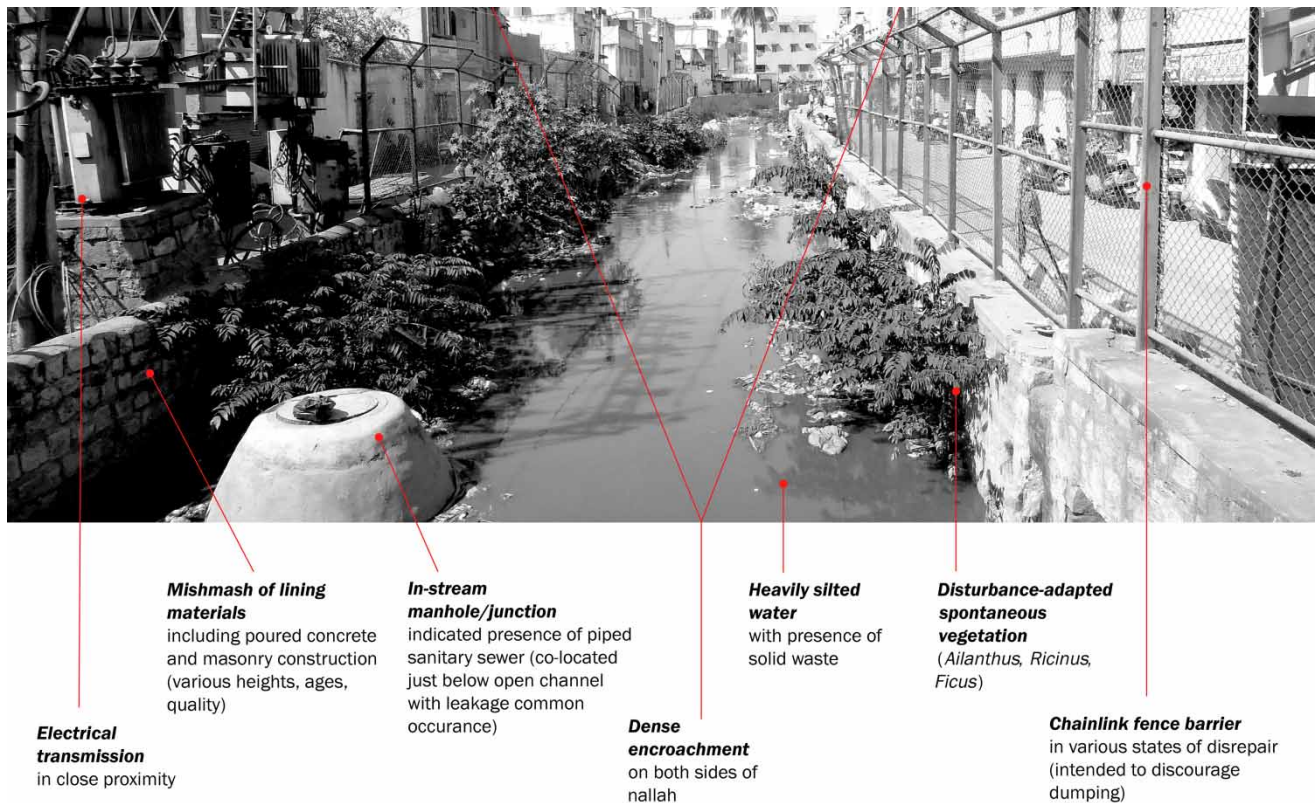 Mishmash of lining
materials
including poured concrete
and masonry construction
(various heights, ages,
quality)
In-stream
manhole/junction
indicated presence of piped
sanitary sewer (co-located
just below open channel
with leakage common
occurance)
Heavily silted
water
with presence of
solid waste
Disturbance-adapted
spontaneous
vegetation
(Ailanthus, Ricinus,
Ficus)
Electrical
transmission
in close proximity
Dense
encroachment
on both sides of
nallah
Chainlink fence barrier
in various states of disrepair
(intended to discourage
dumping)